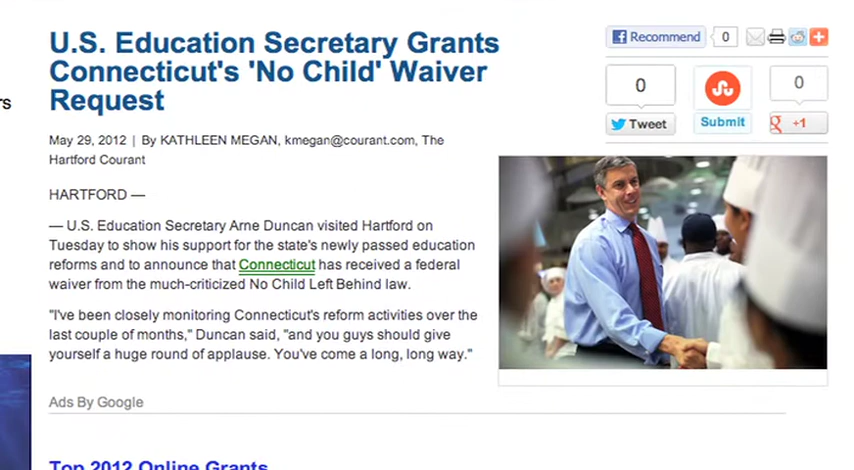 U.S. Education Secretary Grants
Connecticut's 'No Child' Waiver
Request
Recommend 0
0
0
Tweet
Submit
g +1
rs
May 29, 2012 | By KATHLEEN MEGAN, kmegan@courant.com, The
Hartford Courant
HARTFORD —
— U.S. Education Secretary Arne Duncan visited Hartford on
Tuesday to show his support for the state's newly passed education
reforms and to announce that Connecticut has received a federal
waiver from the much-criticized No Child Left Behind law.
"I've been closely monitoring Connecticut's reform activities over the
last couple of months," Duncan said, "and you guys should give
yourself a huge round of applause. You've come a long, long way."
Ads By Google
Top 2012 Online Grants